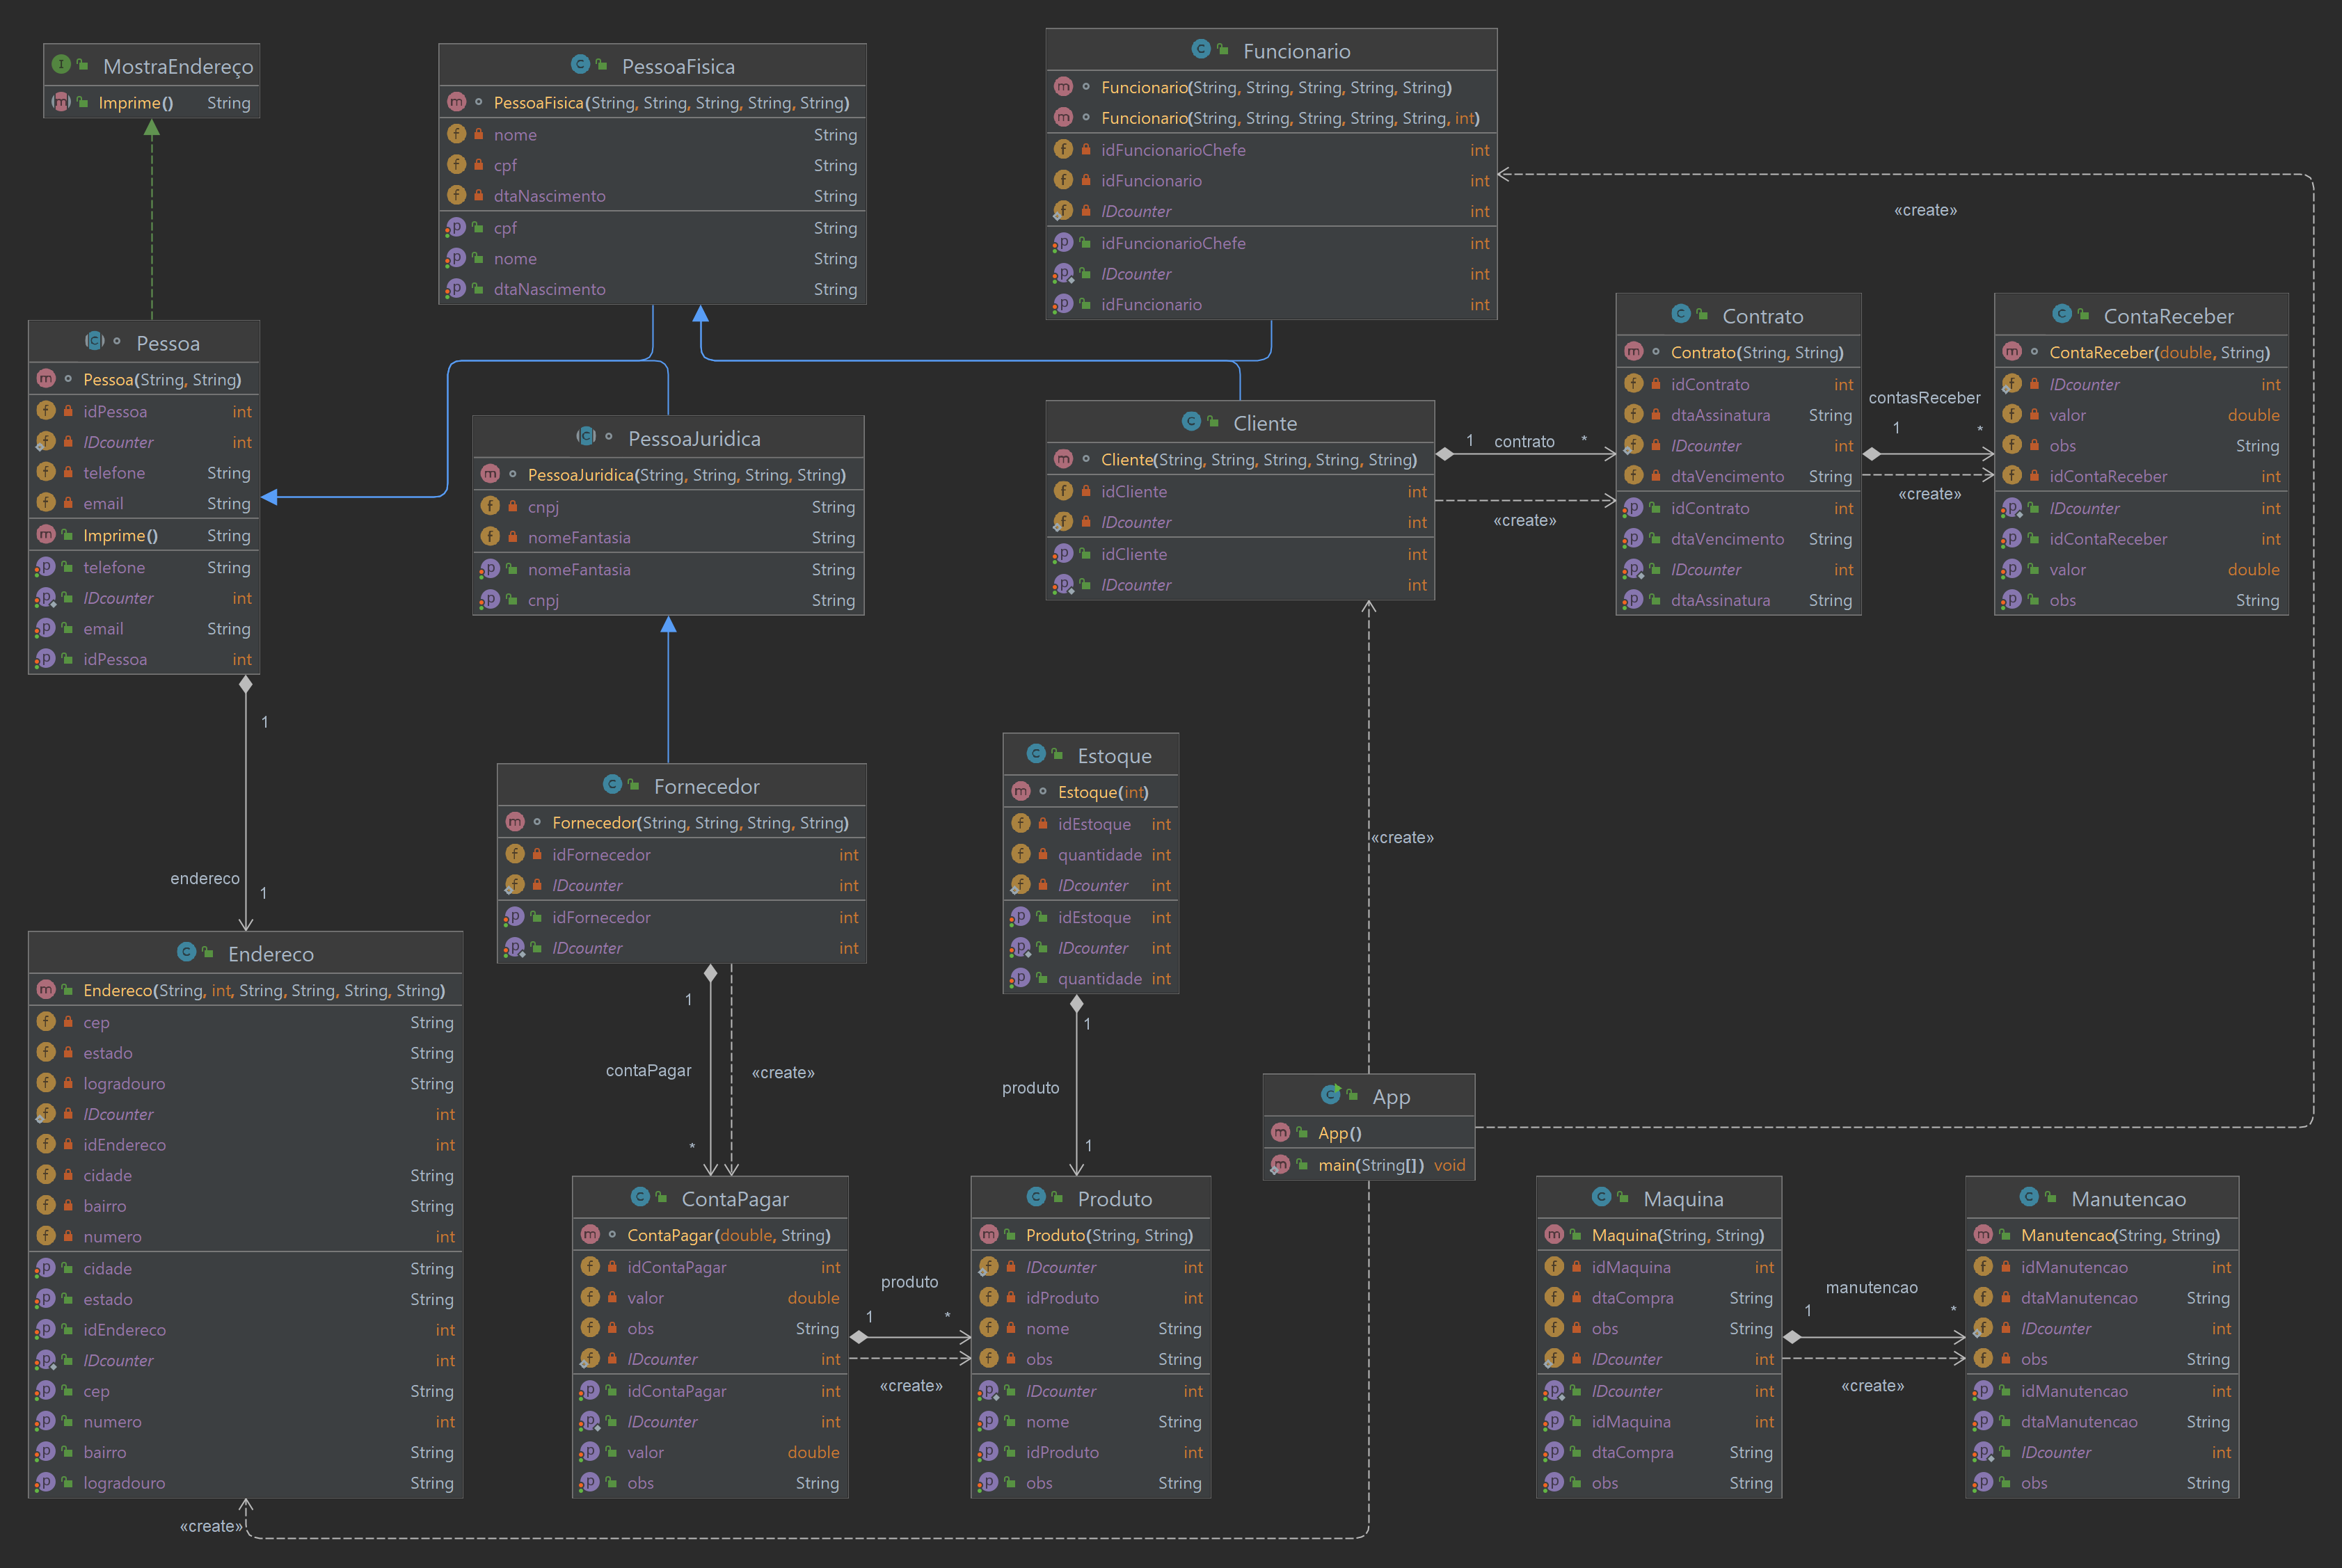 MostraEndereço
Imprime() String
PessoaFisica
PessoaFisica(String, String, String, String, String)
nome String
cpf String
dtaNascimento String
cpf String
nome String
dtaNascimento String
Funcionario
Funcionario(String, String, String, String, String)
Funcionario(String, String, String, String, String, int)
idFuncionarioChefe int
idFuncionario int
IDcounter int
idFuncionarioChefe int
IDcounter int
idFuncionario int
«create»
Pessoa
Pessoa(String, String)
idPessoa int
IDcounter int
telefone String
email String
Imprime() String
telefone String
IDcounter int
email String
idPessoa int
PessoaJuridica
PessoaJuridica(String, String, String, String)
cnpj String
nomeFantasia String
nomeFantasia String
cnpj String
Cliente
Cliente(String, String, String, String, String)
idCliente int
IDcounter int
idCliente int
IDcounter int
1 contrato *
«create»
Contrato
Contrato(String, String)
idContrato int
dtaAssinatura String
IDcounter int
dtaVencimento String
idContrato int
dtaVencimento String
IDcounter int
dtaAssinatura String
contasReceber
1 *
«create»
ContaReceber
ContaReceber(double, String)
IDcounter int
valor double
obs String
idContaReceber int
IDcounter int
idContaReceber int
valor double
obs String
1
endereco
1
Fornecedor
Fornecedor(String, String, String, String)
idFornecedor int
IDcounter int
idFornecedor int
IDcounter int
Estoque
Estoque(int)
idEstoque int
quantidade int
IDcounter int
idEstoque int
IDcounter int
quantidade int
«create»
Endereco
Endereco(String, int, String, String, String, String)
cep String
estado String
logradouro String
IDcounter int
idEndereco int
cidade String
bairro String
numero int
cidade String
estado String
idEndereco int
IDcounter int
cep String
numero int
bairro String
logradouro String
«create»
1
contaPagar
*
«create»
1
produto
1
App
App()
main(String[]) void
ContaPagar
ContaPagar(double, String)
idContaPagar int
valor double
obs String
IDcounter int
idContaPagar int
IDcounter int
valor double
obs String
produto
1 *
«create»
Produto
Produto(String, String)
IDcounter int
idProduto int
nome String
obs String
IDcounter int
nome String
idProduto int
obs String
Maquina
Maquina(String, String)
idMaquina int
dtaCompra String
obs String
IDcounter int
IDcounter int
idMaquina int
dtaCompra String
obs String
manutencao
1 *
«create»
Manutencao
Manutencao(String, String)
idManutencao int
dtaManutencao String
IDcounter int
obs String
idManutencao int
dtaManutencao String
IDcounter int
obs String